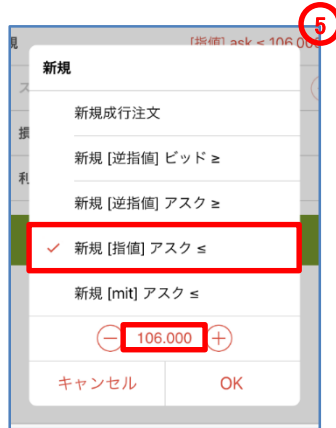 ⑤
[指値] ask ≤ 106.000
新規
損
利
新規成行注文
新規 [逆指値] ビッド ≥
新規 [逆指値] アスク ≥
✓ 新規 [指値] アスク ≤
新規 [mit] アスク ≤
106.000
キャンセル
OK